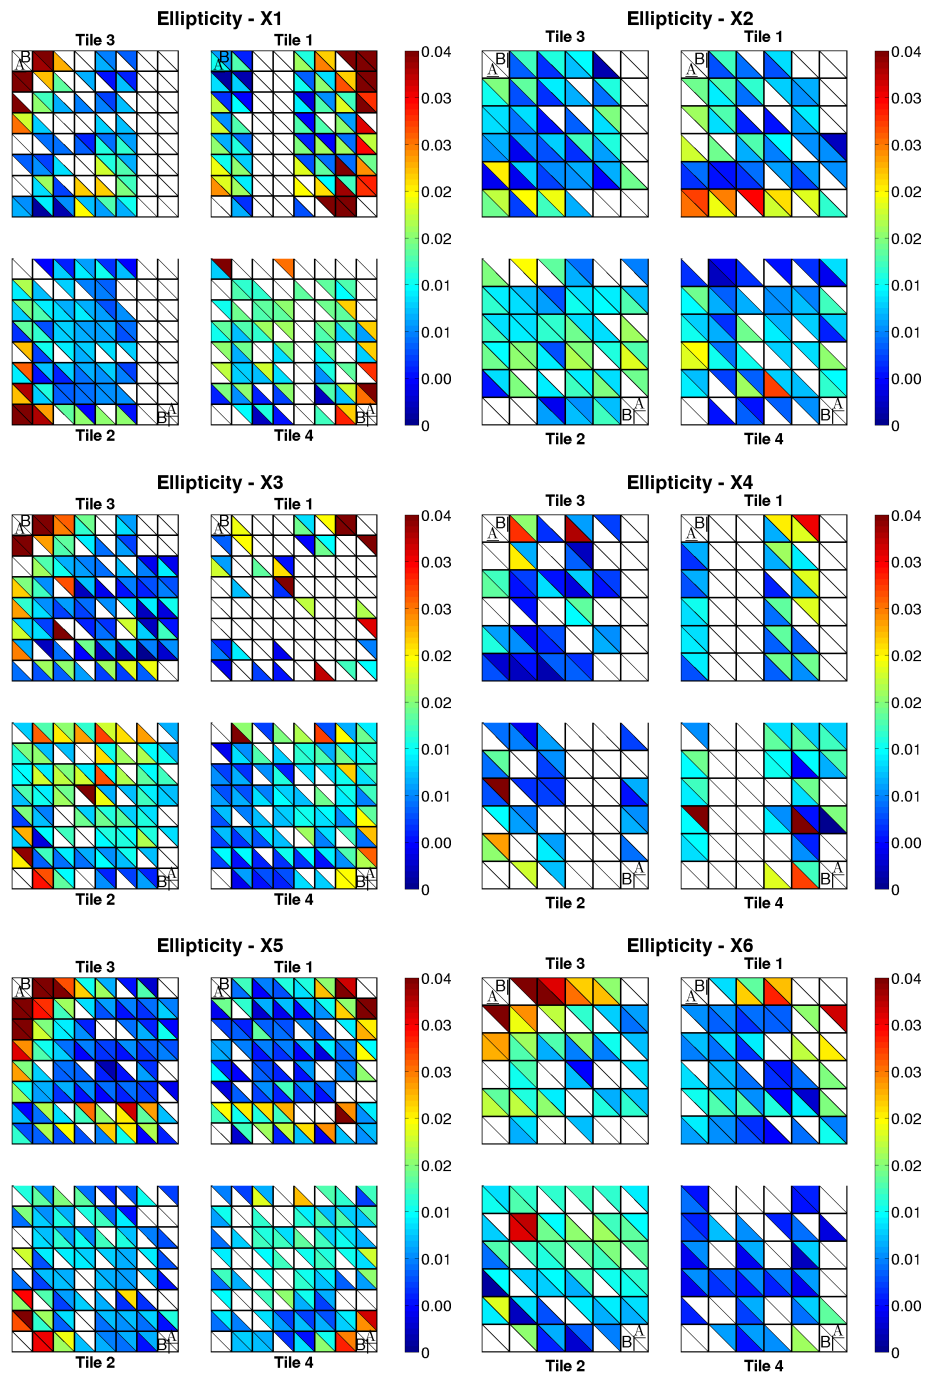 Ellipticity - X1
Tile 3 Tile 1
B
A
B
A
0.04
0.03
0.03
0.02
0.02
0.01
0.01
0.00
0
A
B
A
B
Tile 2 Tile 4
Ellipticity - X2
Tile 3 Tile 1
B
A
B
A
0.04
0.03
0.03
0.02
0.02
0.01
0.01
0.00
0
A
B
A
B
Tile 2 Tile 4
Ellipticity - X3
Tile 3 Tile 1
B
A
B
A
0.04
0.03
0.03
0.02
0.02
0.01
0.01
0.00
0
A
B
A
B
Tile 2 Tile 4
Ellipticity - X4
Tile 3 Tile 1
B
A
B
A
0.04
0.03
0.03
0.02
0.02
0.01
0.01
0.00
0
A
B
A
B
Tile 2 Tile 4
Ellipticity - X5
Tile 3 Tile 1
B
A
B
A
0.04
0.03
0.03
0.02
0.02
0.01
0.01
0.00
0
A
B
A
B
Tile 2 Tile 4
Ellipticity - X6
Tile 3 Tile 1
B
A
B
A
0.04
0.03
0.03
0.02
0.02
0.01
0.01
0.00
0
A
B
A
B
Tile 2 Tile 4